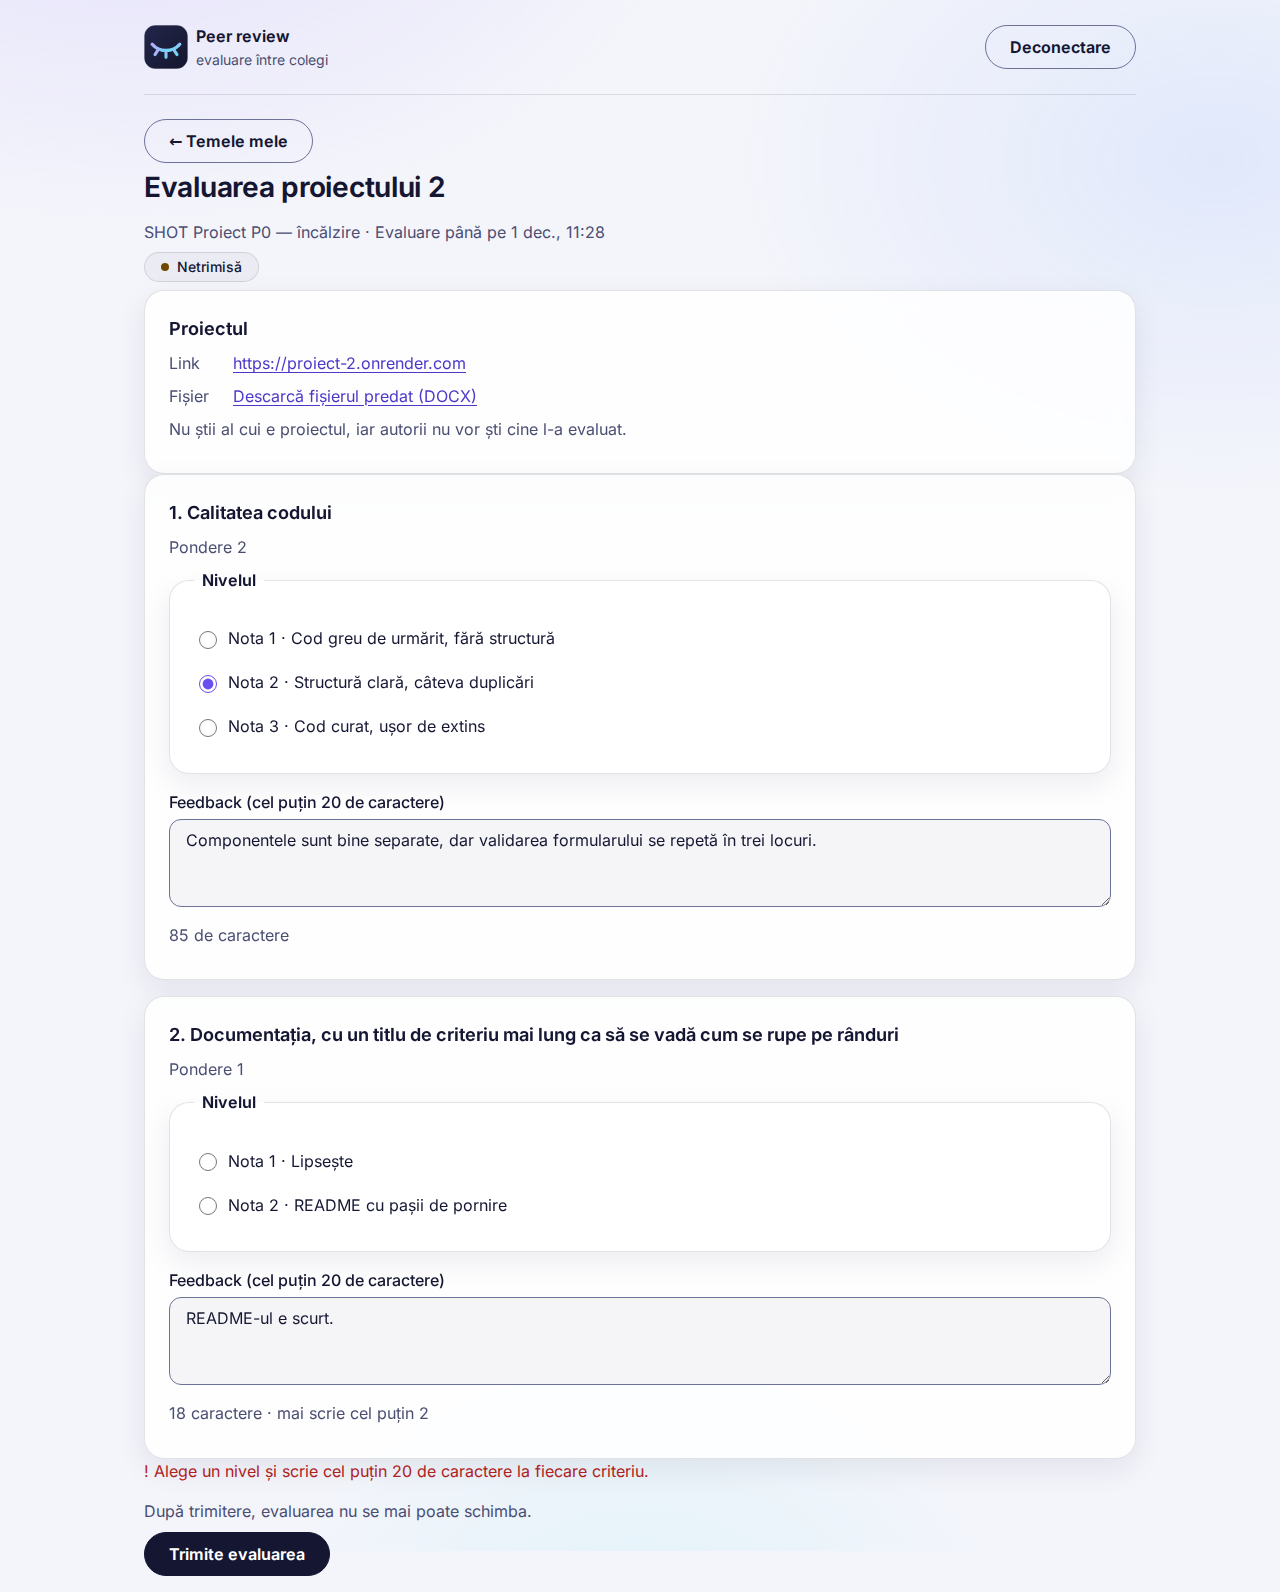 Peer review
evaluare între colegi
Deconectare
← Temele mele
Evaluarea proiectului 2
SHOT Proiect P0 — încălzire · Evaluare până pe 1 dec., 11:28
Netrimisă
Proiectul
Link https://proiect-2.onrender.com
Fișier Descarcă fișierul predat (DOCX)
Nu știi al cui e proiectul, iar autorii nu vor ști cine l-a evaluat.
1. Calitatea codului
Pondere 2
Nivelul
Nota 1 · Cod greu de urmărit, fără structură
Nota 2 · Structură clară, câteva duplicări
Nota 3 · Cod curat, ușor de extins
Feedback (cel puțin 20 de caractere)
Componentele sunt bine separate, dar validarea formularului se repetă în trei locuri.
85 de caractere
2. Documentația, cu un titlu de criteriu mai lung ca să se vadă cum se rupe pe rânduri
Pondere 1
Nivelul
Nota 1 · Lipsește
Nota 2 · README cu pașii de pornire
Feedback (cel puțin 20 de caractere)
README-ul e scurt.
18 caractere · mai scrie cel puțin 2
! Alege un nivel și scrie cel puțin 20 de caractere la fiecare criteriu.
După trimitere, evaluarea nu se mai poate schimba.
Trimite evaluarea